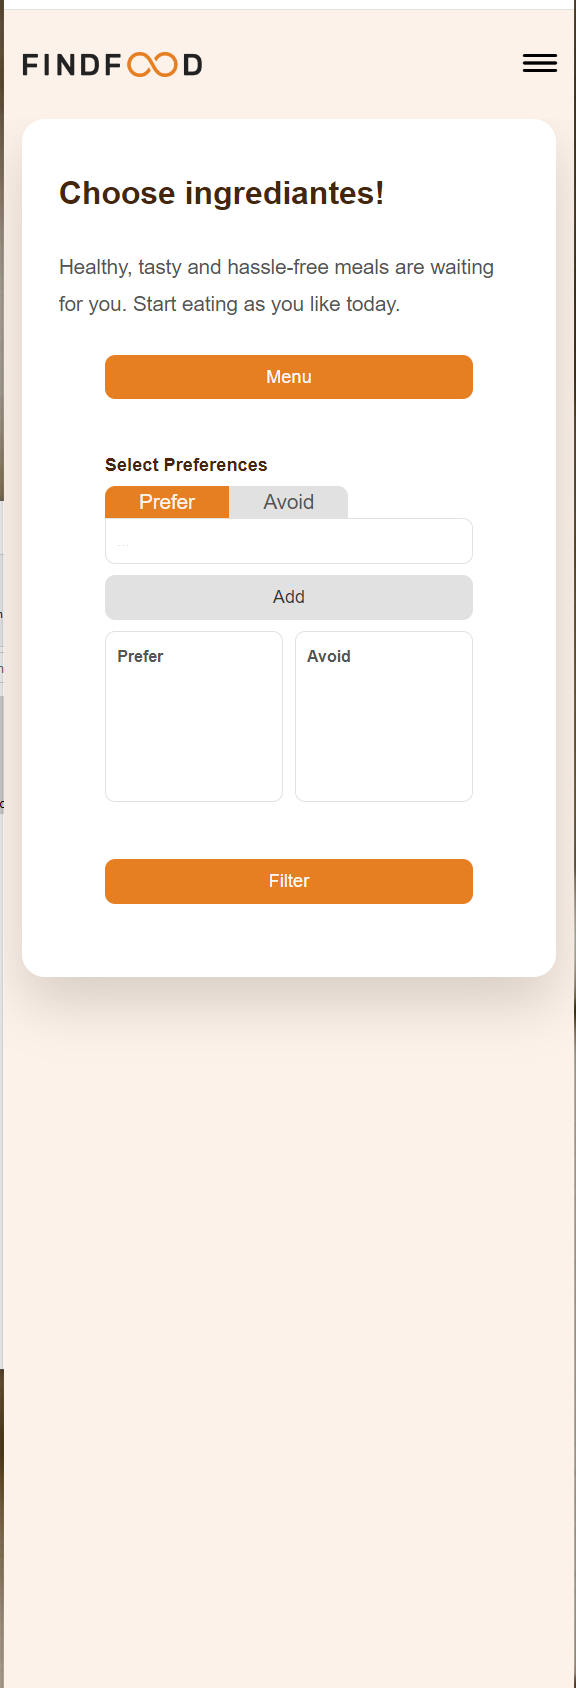 FINDFOOD
Choose ingrediantes!
Healthy, tasty and hassle-free meals are waiting
for you. Start eating as you like today.
Menu
Select Preferences
Prefer Avoid
...
Add
Prefer Avoid
Filter